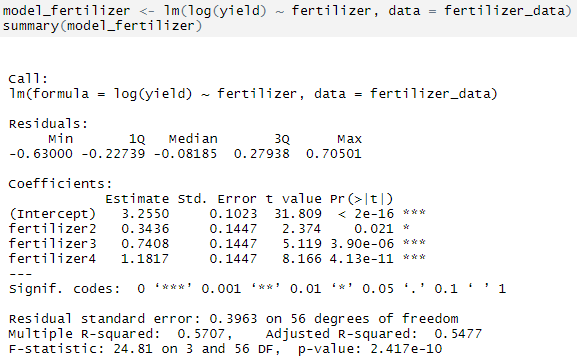 model_fertilizer <- lm(log(yield) ~ fertilizer, data = fertilizer_data)
summary(model_fertilizer)
Call:
lm(formula = log(yield) ~ fertilizer, data = fertilizer_data)
Residuals:
     Min       1Q   Median       3Q      Max
-0.63000 -0.22739 -0.08185  0.27938  0.70501
Coefficients:
            Estimate Std. Error t value Pr(>|t|)
(Intercept)   3.2550     0.1023  31.809  < 2e-16 ***
fertilizer2   0.3436     0.1447   2.374    0.021 *
fertilizer3   0.7408     0.1447   5.119 3.90e-06 ***
fertilizer4   1.1817     0.1447   8.166 4.13e-11 ***
---
Signif. codes:  0 ‘***’ 0.001 ‘**’ 0.01 ‘*’ 0.05 ‘.’ 0.1 ‘ ’ 1
Residual standard error: 0.3963 on 56 degrees of freedom
Multiple R-squared:  0.5707,	Adjusted R-squared:  0.5477
F-statistic: 24.81 on 3 and 56 DF,  p-value: 2.417e-10